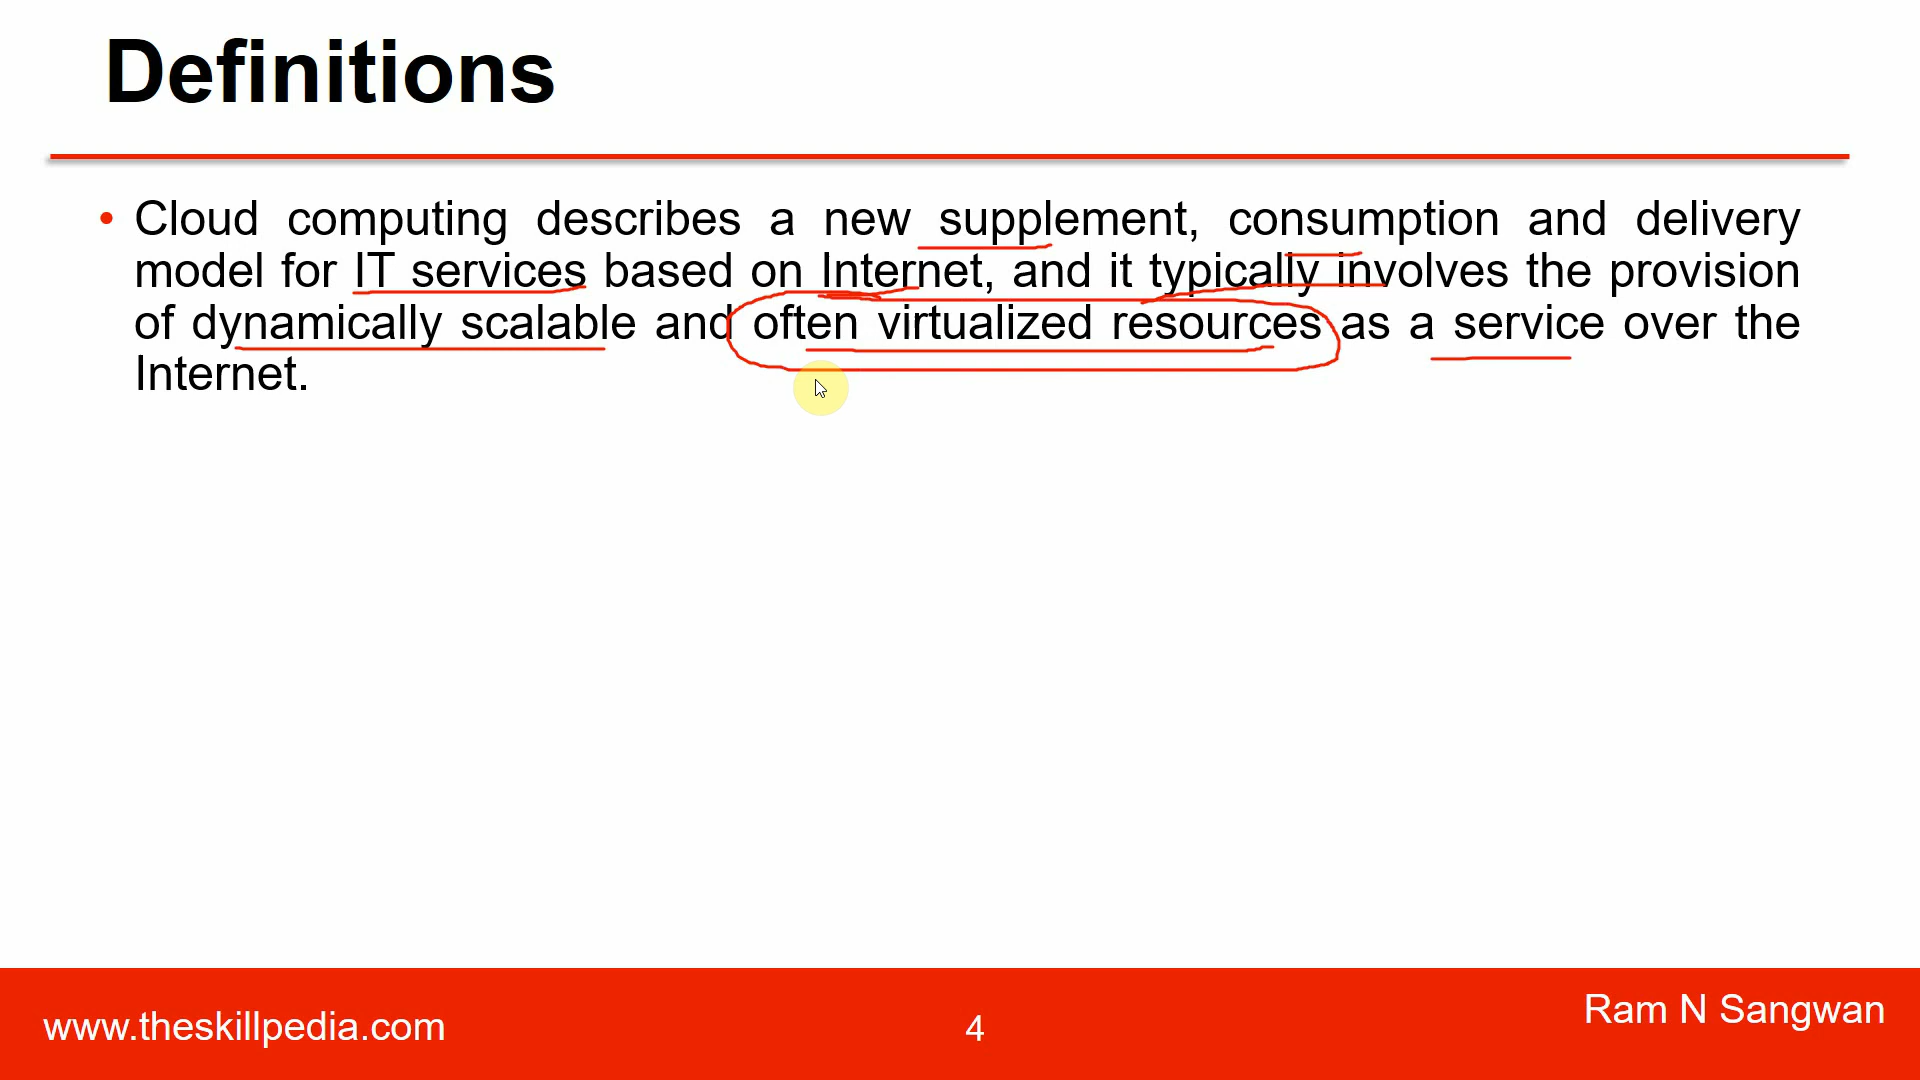 Definitions
• Cloud computing describes a new supplement, consumption and delivery
model for IT services based on Internet, and it typically involves the provision
of dynamically scalable and often virtualized resources as a service over the
Internet.
www.theskillpedia.com
4
Ram N Sangwan